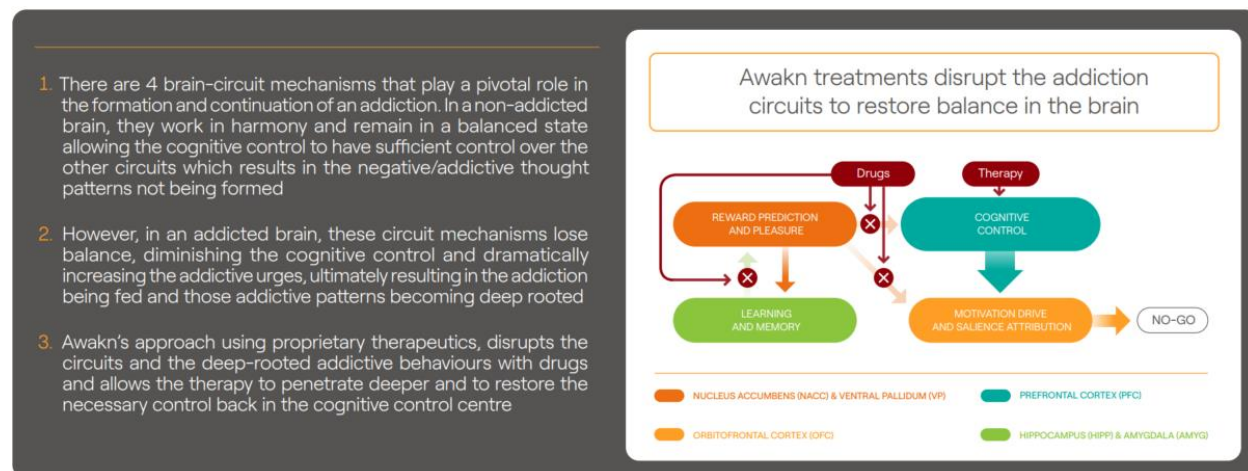 1. There are 4 brain-circuit mechanisms that play a pivotal role in
the formation and continuation of an addiction. In a non-addicted
brain, they work in harmony and remain in a balanced state
allowing the cognitive control to have sufficient control over the
other circuits which results in the negative/addictive thought
patterns not being formed
2. However, in an addicted brain, these circuit mechanisms lose
balance, diminishing the cognitive control and dramatically
increasing the addictive urges, ultimately resulting in the addiction
being fed and those addictive patterns becoming deep rooted
3. Awakn's approach using proprietary therapeutics, disrupts the
circuits and the deep-rooted addictive behaviours with drugs
and allows the therapy to penetrate deeper and to restore the
necessary control back in the cognitive control centre
Awakn treatments disrupt the addiction
circuits to restore balance in the brain
Drugs
Therapy
REWARD PREDICTION
AND PLEASURE
COGNITIVE
CONTROL
LEARNING
AND MEMORY
MOTIVATION DRIVE
AND SALIENCE ATTRIBUTION
NO-GO
NUCLEUS ACCUMBENS (NACC) & VENTRAL PALLIDUM (VP)
PREFRONTAL CORTEX (PFC)
ORBITOFRONTAL CORTEX (OFC)
HIPPOCAMPUS (HIPP) & AMYGDALA (AMYG)